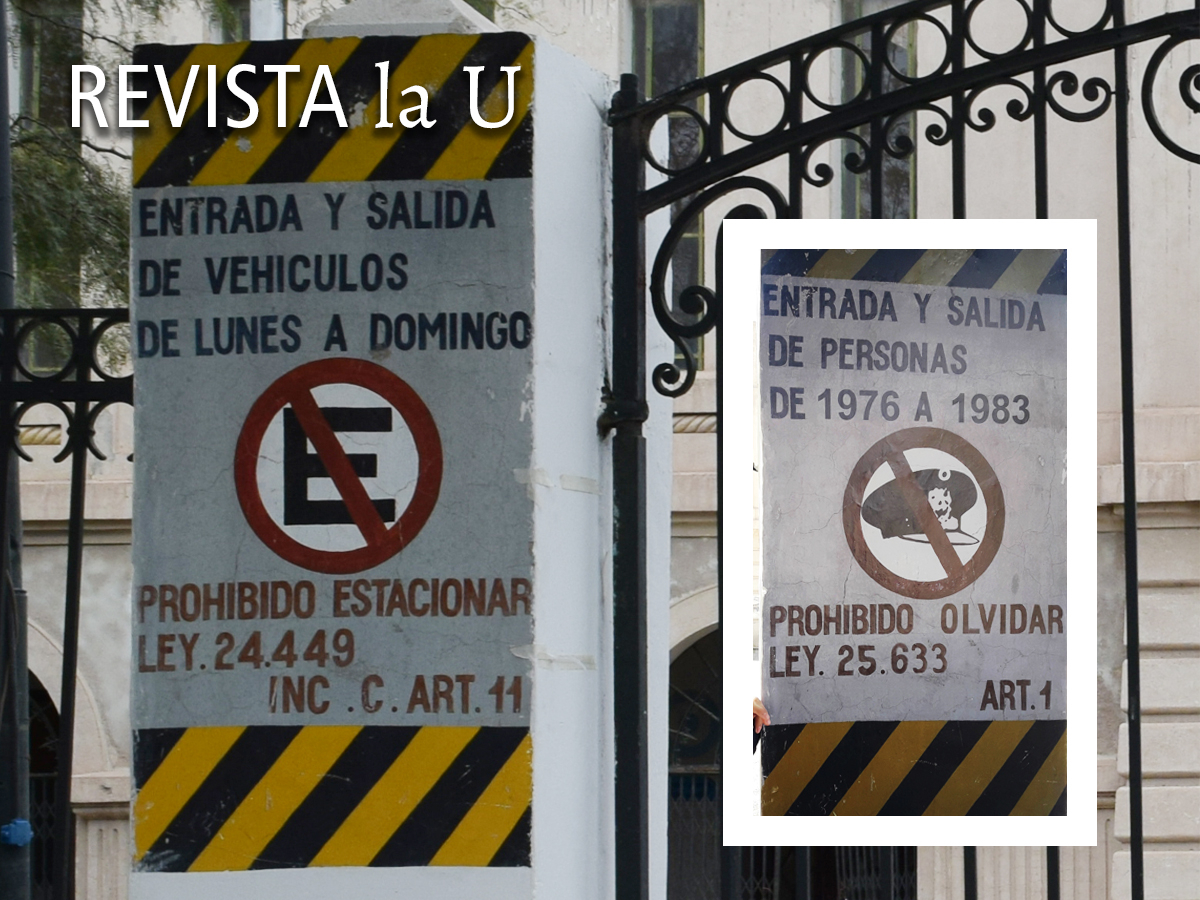 REVISTA la U
ENTRADA Y SALIDA
DE VEHICULOS
DE LUNES A DOMINGO
E
PROHIBIDO ESTACIONAR
LEY. 24.449
INC .C. ART. 11
ENTRADA Y SALIDA
DE PERSONAS
DE 1976 A 1983
PROHIBIDO OLVIDAR
LEY. 25.633
ART. 1